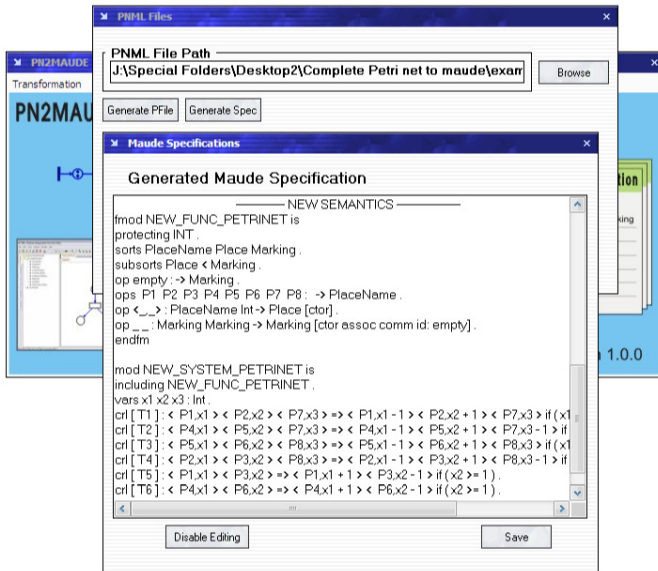 PNML Files
PNML File Path
J:\Special Folders\Desktop2\Complete Petri net to maude\exam
Browse
Generate PFile
Generate Spec
PN2MAUDE
Transformation
PN2MAU
Maude Specifications
Generated Maude Specification
NEW SEMANTICS
fmod NEW_FUNC_PETRINET is
protecting INT .
sorts PlaceName Place Marking .
subsorts Place < Marking .
op empty : -> Marking .
ops P1 P2 P3 P4 P5 P6 P7 P8 : -> PlaceName .
op <_,_> : PlaceName Int -> Place [ctor] .
op _ _ : Marking Marking -> Marking [ctor assoc comm id: empty] .
endfm
mod NEW_SYSTEM_PETRINET is
including NEW_FUNC_PETRINET .
vars x1 x2 x3 : Int .
crl [ T1 ] : < P1,x1 > < P2,x2 > < P7,x3 > => < P1,x1 - 1 > < P2,x2 + 1 > < P7,x3 > if ( x1
crl [ T2 ] : < P4,x1 > < P5,x2 > < P7,x3 > => < P4,x1 - 1 > < P5,x2 + 1 > < P7,x3 - 1 > if
crl [ T3 ] : < P5,x1 > < P6,x2 > < P8,x3 > => < P5,x1 - 1 > < P6,x2 + 1 > < P8,x3 > if ( x1
crl [ T4 ] : < P2,x1 > < P3,x2 > < P8,x3 > => < P2,x1 - 1 > < P3,x2 + 1 > < P8,x3 - 1 > if
crl [ T5 ] : < P1,x1 > < P3,x2 > => < P1,x1 + 1 > < P3,x2 - 1 > if ( x2 >= 1 ) .
crl [ T6 ] : < P4,x1 > < P6,x2 > => < P4,x1 + 1 > < P6,x2 - 1 > if ( x2 >= 1 ) .
Disable Editing
Save
tion
king
1.0.0